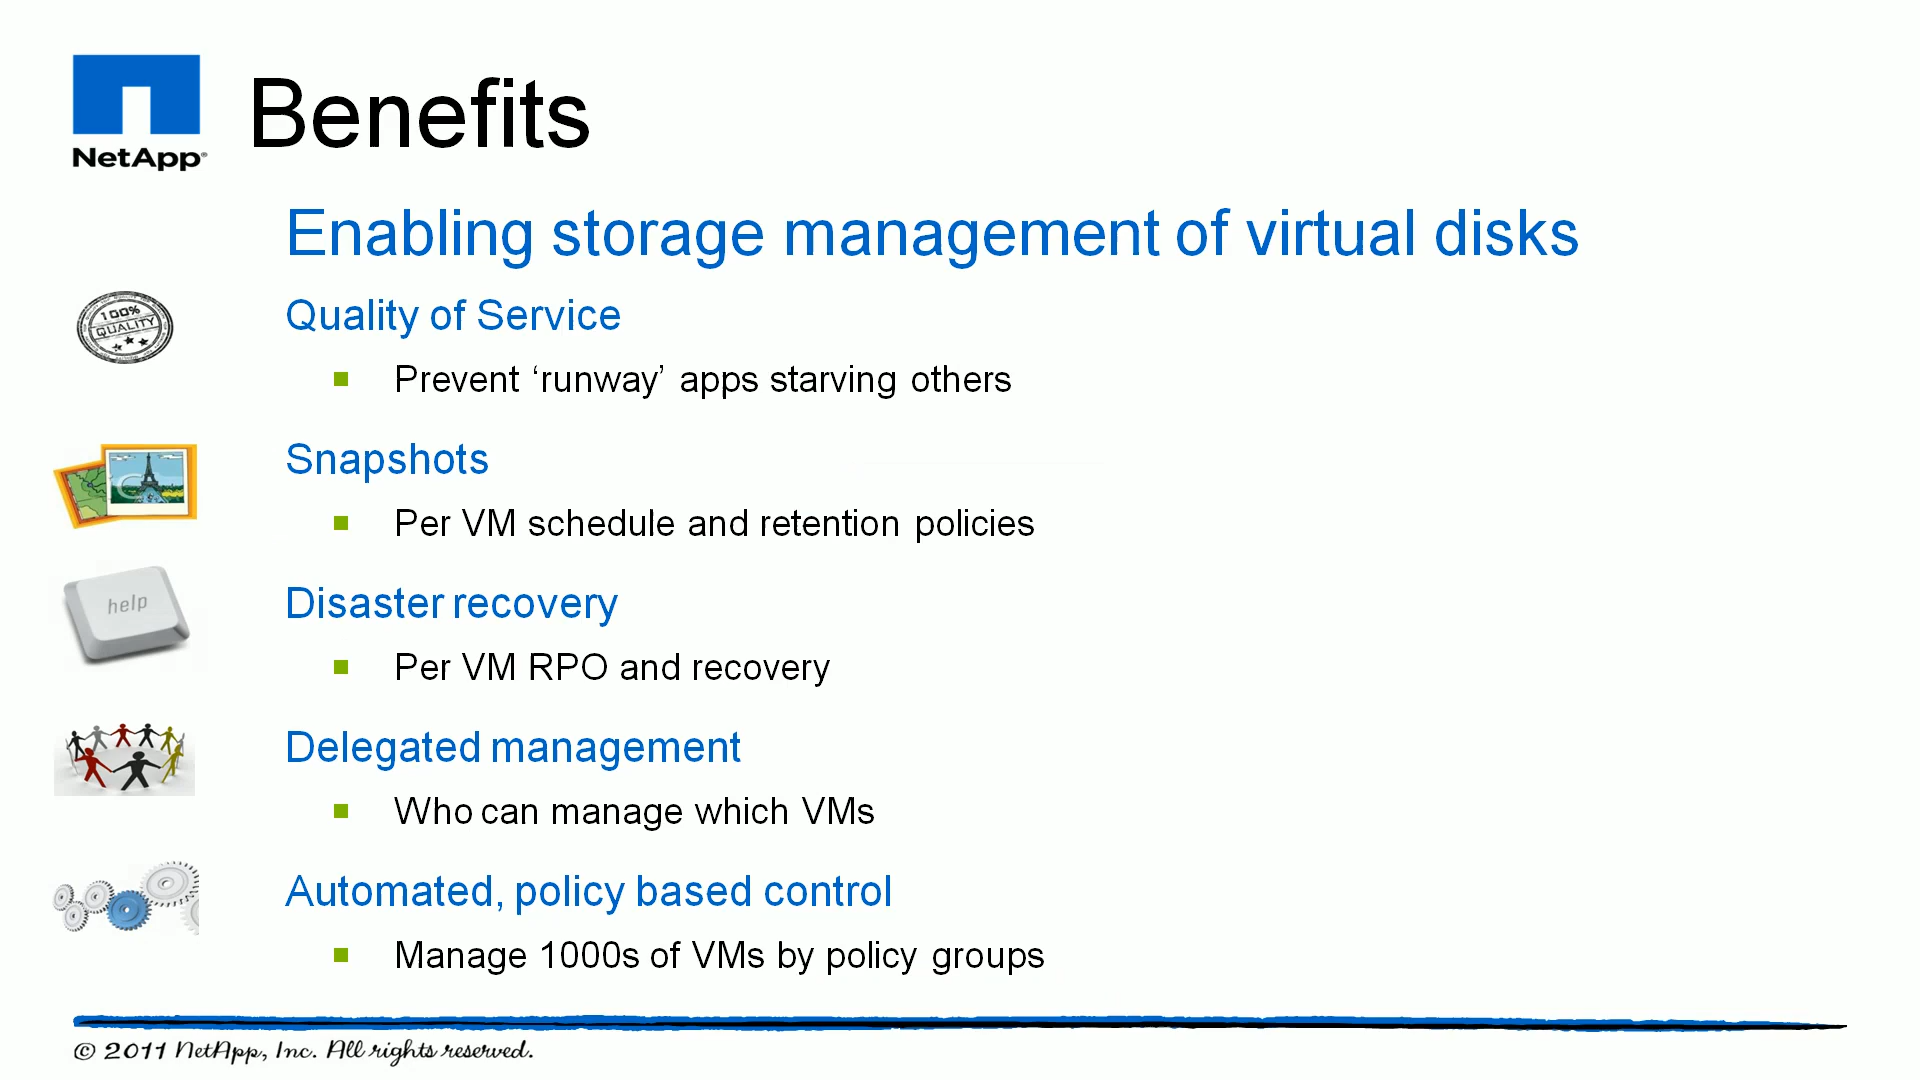 NetApp®
Benefits
Enabling storage management of virtual disks
100%
QUALITY
Quality of Service
Prevent ‘runway’ apps starving others
Snapshots
Per VM schedule and retention policies
help
Disaster recovery
Per VM RPO and recovery
Delegated management
Who can manage which VMs
Automated, policy based control
Manage 1000s of VMs by policy groups
© 2011 NetApp, Inc. All rights reserved.